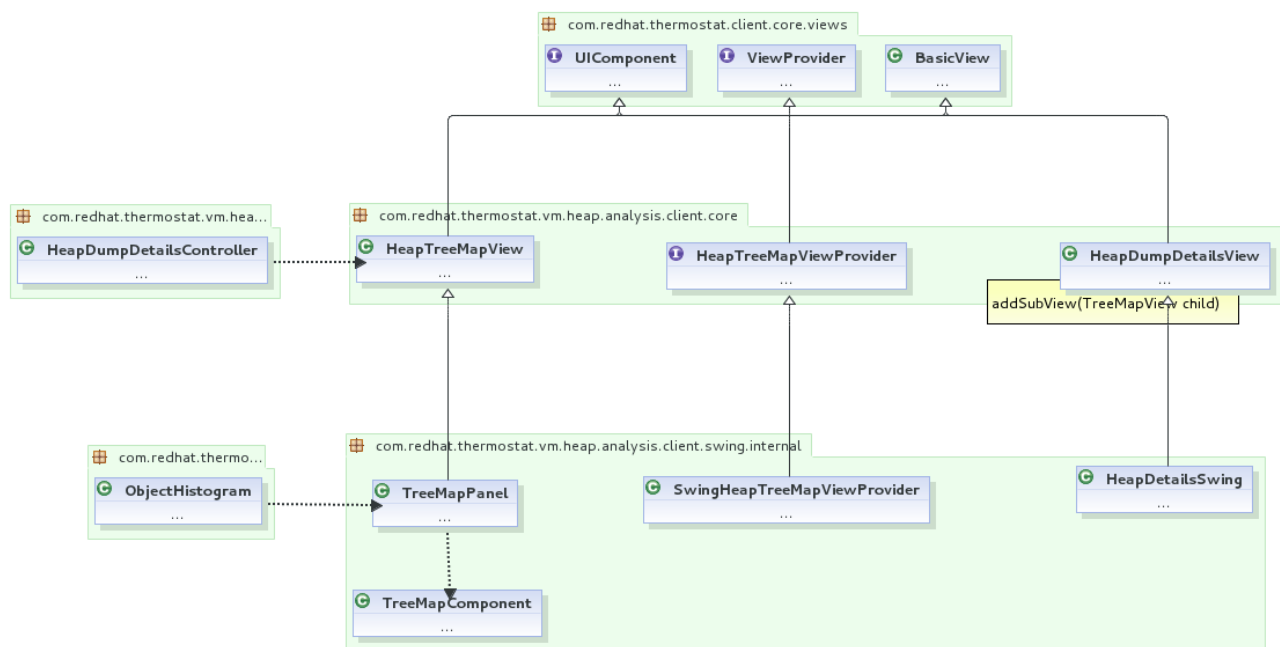 com.redhat.thermostat.client.core.views
UIComponent
...
ViewProvider
...
BasicView
...
com.redhat.thermostat.vm.hea...
HeapDumpDetailsController
...
com.redhat.thermostat.vm.heap.analysis.client.core
HeapTreeMapView
...
HeapTreeMapViewProvider
...
HeapDumpDetailsView
...
addSubView(TreeMapView child)
com.redhat.thermo...
ObjectHistogram
...
com.redhat.thermostat.vm.heap.analysis.client.swing.internal
TreeMapPanel
...
SwingHeapTreeMapViewProvider
...
HeapDetailsSwing
...
TreeMapComponent
...